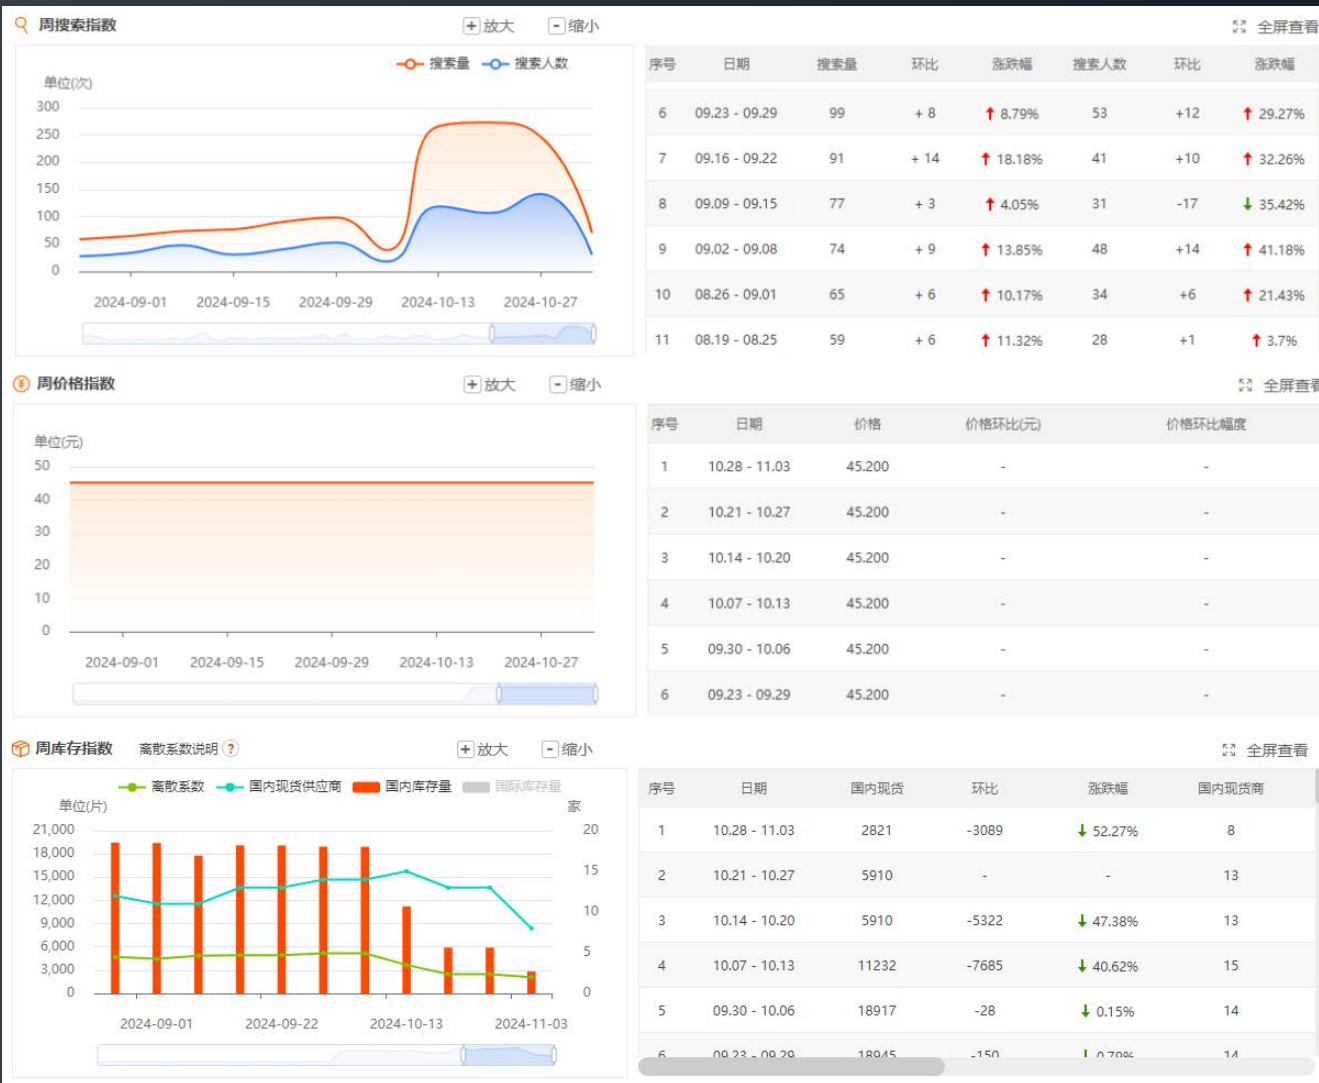 周搜索指数 + 放大 - 缩小 全屏查看
搜索量 搜索人数
单位(次)
300
250
200
150
100
50
0
2024-09-01 2024-09-15 2024-09-29 2024-10-13 2024-10-27
序号 日期 搜索量 环比 涨跌幅 搜索人数 环比 涨跌幅
6 09.23 - 09.29 99 + 8 ↑ 8.79% 53 +12 ↑ 29.27%
7 09.16 - 09.22 91 + 14 ↑ 18.18% 41 +10 ↑ 32.26%
8 09.09 - 09.15 77 + 3 ↑ 4.05% 31 -17 ↓ 35.42%
9 09.02 - 09.08 74 + 9 ↑ 13.85% 48 +14 ↑ 41.18%
10 08.26 - 09.01 65 + 6 ↑ 10.17% 34 +6 ↑ 21.43%
11 08.19 - 08.25 59 + 6 ↑ 11.32% 28 +1 ↑ 3.7%
周价格指数 + 放大 - 缩小 全屏查看
单位(元)
50
40
30
20
10
0
2024-09-01 2024-09-15 2024-09-29 2024-10-13 2024-10-27
序号 日期 价格 价格环比(元) 价格环比幅度
1 10.28 - 11.03 45.200 - -
2 10.21 - 10.27 45.200 - -
3 10.14 - 10.20 45.200 - -
4 10.07 - 10.13 45.200 - -
5 09.30 - 10.06 45.200 - -
6 09.23 - 09.29 45.200 - -
周库存指数 离散系数说明 ? + 放大 - 缩小 全屏查看
离散系数 国内现货供应商 国内库存量 国际库存量
单位(片) 家
21,000 20
18,000
15,000 15
12,000
9,000 10
6,000 5
3,000
0 0
2024-09-01 2024-09-22 2024-10-13 2024-11-03
序号 日期 国内现货 环比 涨跌幅 国内现货商
1 10.28 - 11.03 2821 -3089 ↓ 52.27% 8
2 10.21 - 10.27 5910 - - 13
3 10.14 - 10.20 5910 -5322 ↓ 47.38% 13
4 10.07 - 10.13 11232 -7685 ↓ 40.62% 15
5 09.30 - 10.06 18917 -28 ↓ 0.15% 14
6 09.23 - 09.29 18945 -150 ↓ 0.79% 14